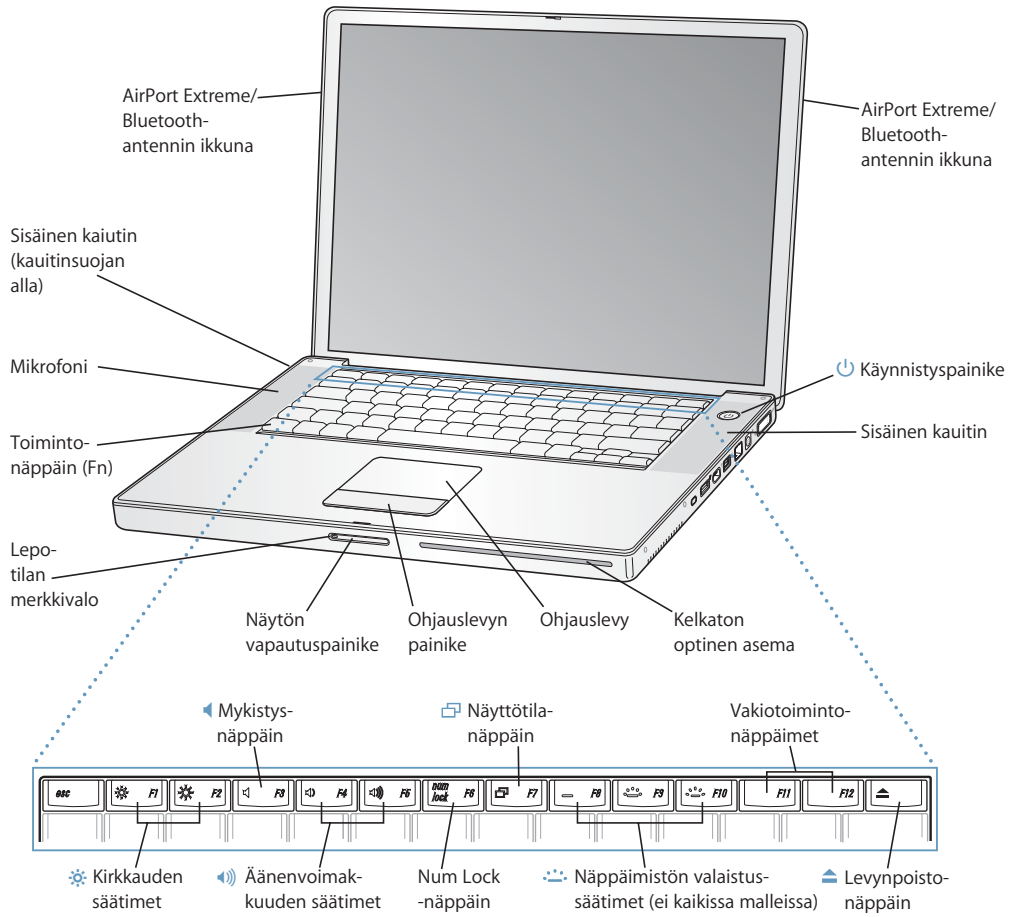 AirPort Extreme/
Bluetooth-
antennin ikkuna
AirPort Extreme/
Bluetooth-
antennin ikkuna
Sisäinen kaiutin
(kauitinsuojan
alla)
Mikrofoni
Käynnistyspainike
Toiminto-
näppäin (Fn)
Sisäinen kauitin
Lepo-
tilan
merkkivalo
Näytön
vapautuspainike
Ohjauslevyn
painike
Ohjauslevy
Kelkaton
optinen asema
Mykistys-
näppäin
Näyttötila-
näppäin
Vakiotoiminto-
näppäimet
esc F1 F2 F3 F4 F5 num lock F6 F7 F8 F9 F10 F11 F12
Kirkkauden
säätimet
Äänenvoimak-
kuuden säätimet
Num Lock
-näppäin
Näppäimistön valaistus-
säätimet (ei kaikissa malleissa)
Levynpoisto-
näppäin